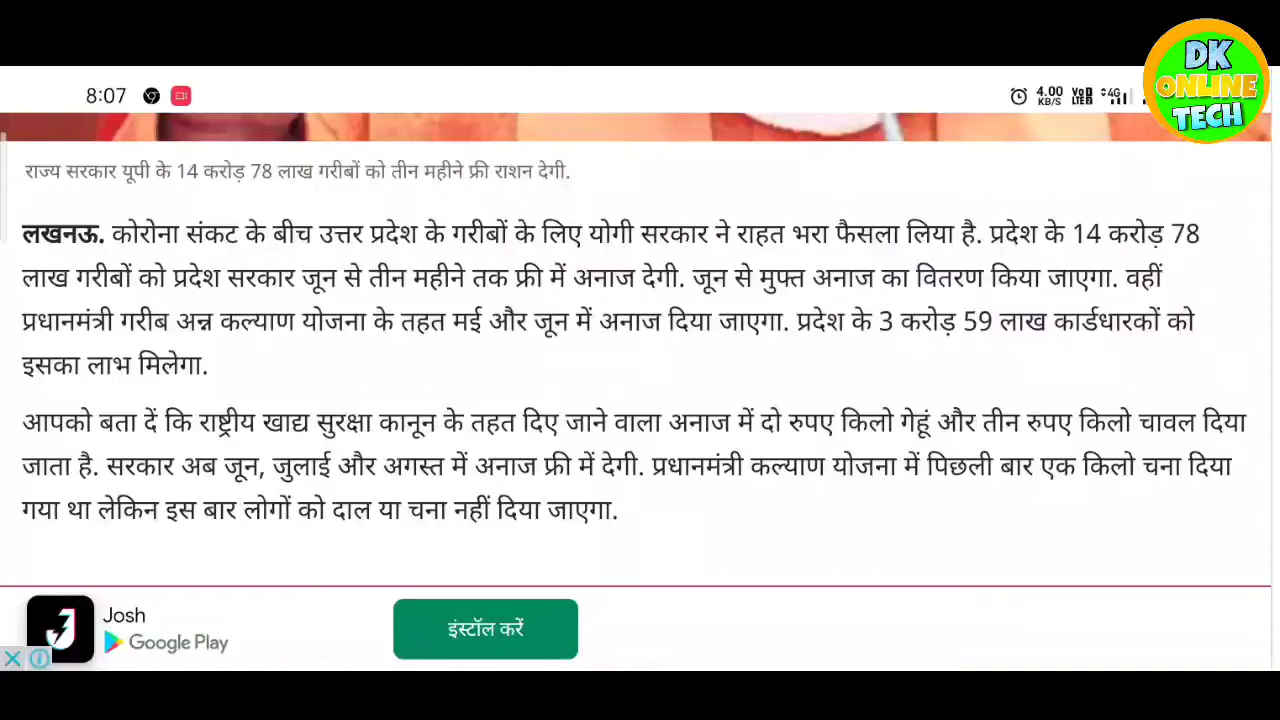 DK
ONLINE
TECH
8:07
4.00
KB/S
Vo
LTE 2
4G
राज्य सरकार यूपी के 14 करोड़ 78 लाख गरीबों को तीन महीने फ्री राशन देगी.
लखनऊ. कोरोना संकट के बीच उत्तर प्रदेश के गरीबों के लिए योगी सरकार ने राहत भरा फैसला लिया है. प्रदेश के 14 करोड़ 78
लाख गरीबों को प्रदेश सरकार जून से तीन महीने तक फ्री में अनाज देगी. जून से मुफ्त अनाज का वितरण किया जाएगा. वहीं
प्रधानमंत्री गरीब अन्न कल्याण योजना के तहत मई और जून में अनाज दिया जाएगा. प्रदेश के 3 करोड़ 59 लाख कार्डधारकों को
इसका लाभ मिलेगा.
आपको बता दें कि राष्ट्रीय खाद्य सुरक्षा कानून के तहत दिए जाने वाला अनाज में दो रुपए किलो गेहूं और तीन रुपए किलो चावल दिया
जाता है. सरकार अब जून, जुलाई और अगस्त में अनाज फ्री में देगी. प्रधानमंत्री कल्याण योजना में पिछली बार एक किलो चना दिया
गया था लेकिन इस बार लोगों को दाल या चना नहीं दिया जाएगा.
Josh
Google Play
इंस्टॉल करें